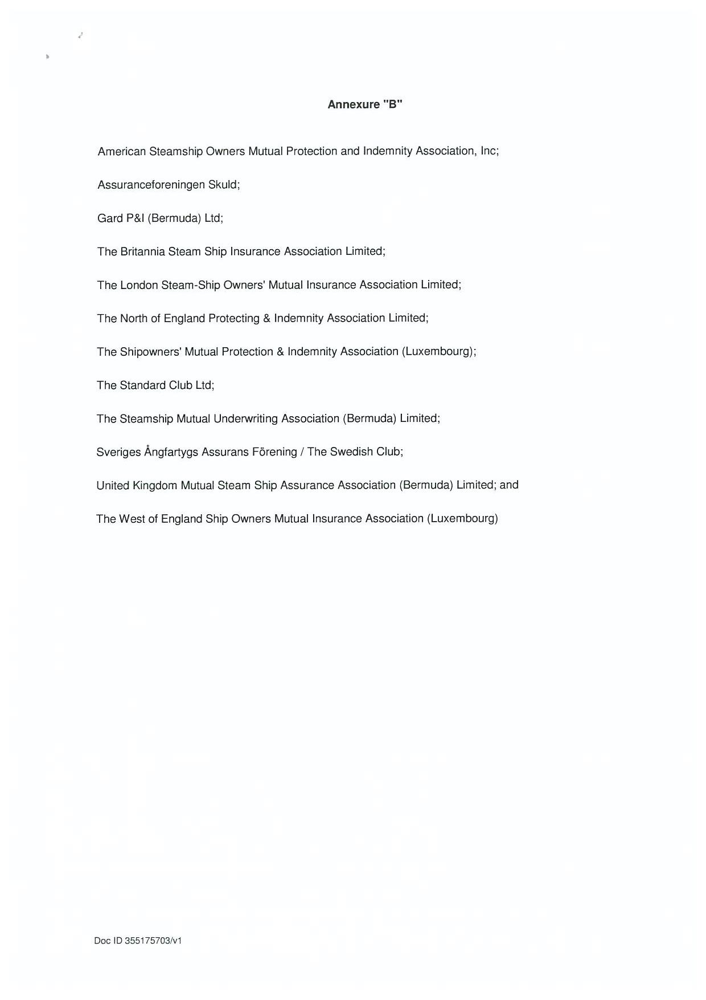 Annexure "B"
American Steamship Owners Mutual Protection and Indemnity Association, Inc;
Assuranceforeningen Skuld;
Gard P&I (Bermuda) Ltd;
The Britannia Steam Ship Insurance Association Limited;
The London Steam-Ship Owners' Mutual Insurance Association Limited;
The North of England Protecting & Indemnity Association Limited;
The Shipowners' Mutual Protection & Indemnity Association (Luxembourg);
The Standard Club Ltd;
The Steamship Mutual Underwriting Association (Bermuda) Limited;
Sveriges Ångfartygs Assurans Förening / The Swedish Club;
United Kingdom Mutual Steam Ship Assurance Association (Bermuda) Limited; and
The West of England Ship Owners Mutual Insurance Association (Luxembourg)
Doc ID 355175703/v1